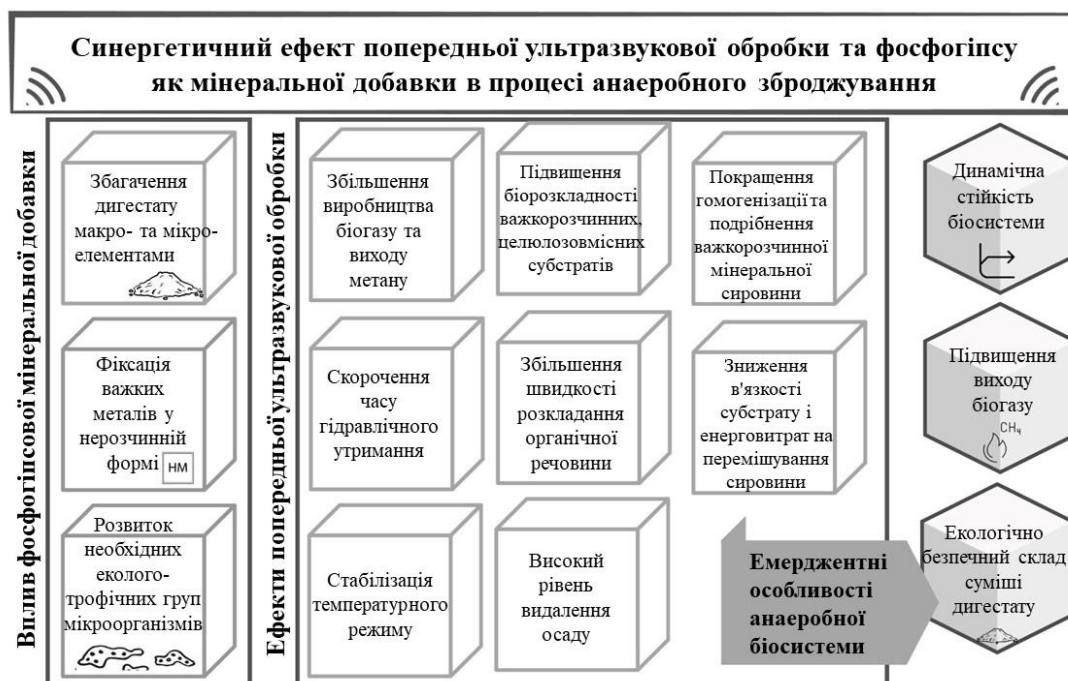 Синергетичний ефект попередньої ультразвукової обробки та фосфогіпсу
як мінеральної добавки в процесі анаеробного зброджування
Вплив фосфогіпсової мінеральної добавки
Збагачення
дигестату
макро- та мікро-
елементами
Фіксація
важких
металів у
нерозчинній
формі
НМ
Розвиток
необхідних
еколого-
трофічних груп
мікроорганізмів
Ефекти попередньої ультразвукової обробки
Збільшення
виробництва
біогазу та
виходу
метану
Підвищення
біорозкладності
важкорозчинних,
целюлозовмісних
субстратів
Покращення
гомогенізації та
подрібнення
важкорозчинної
мінеральної
сировини
Скорочення
часу
гідравлічного
утримання
Збільшення
швидкості
розкладання
органічної
речовини
Зниження
в'язкості
субстрату і
енерговитрат на
перемішування
сировини
Стабілізація
температурного
режиму
Високий
рівень
видалення
осаду
Емерджентні
особливості
анаеробної
біосистеми
Динамічна
стійкість
біосистеми
Підвищення
виходу
біогазу
CH₄
Екологічно
безпечний склад
суміші
дигестату